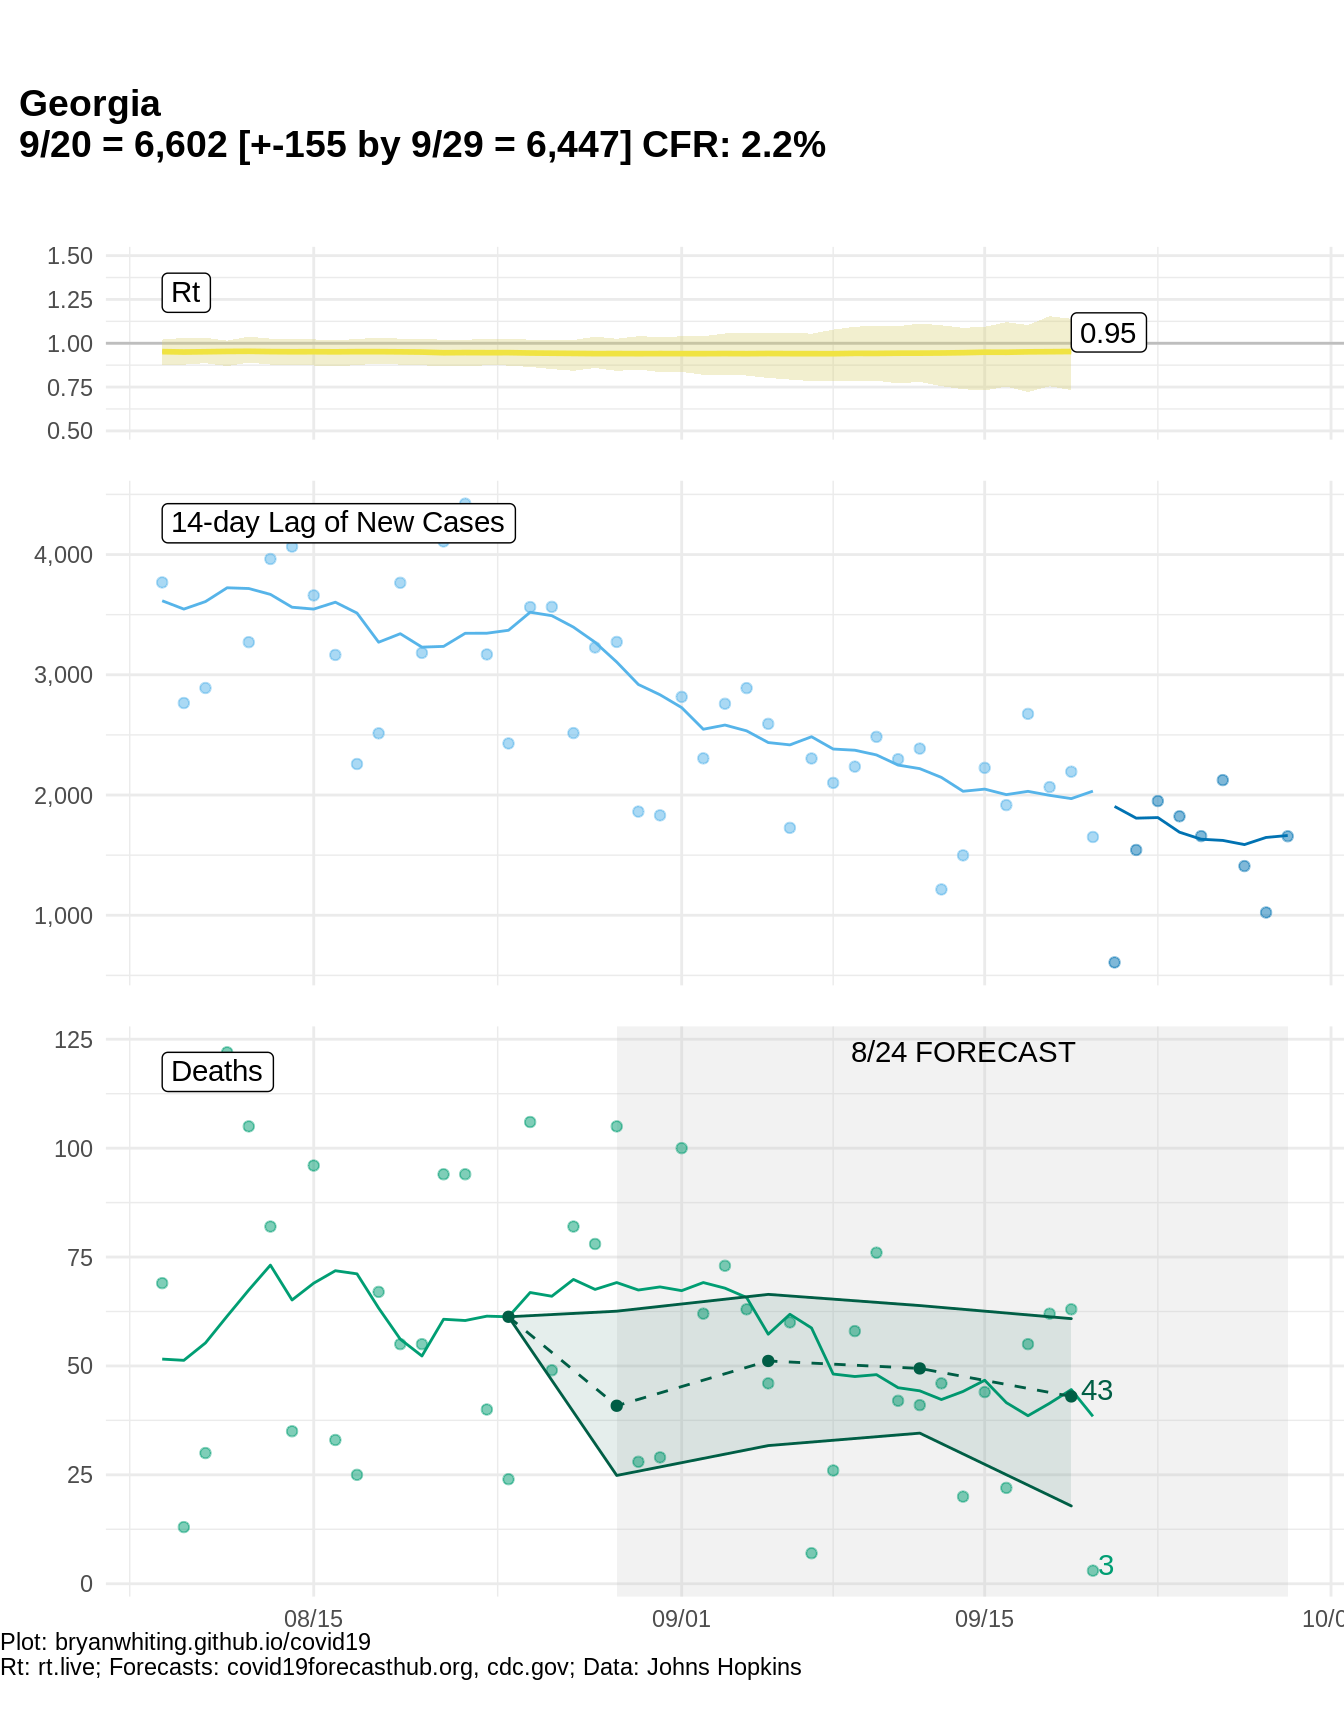 Georgia
9/20 = 6,602 [+-155 by 9/29 = 6,447] CFR: 2.2%
1.50
1.25
1.00
0.75
0.50
Rt
0.95
14-day Lag of New Cases
4,000
3,000
2,000
1,000
125
100
75
50
25
0
Deaths
8/24 FORECAST
43
3
08/15
09/01
09/15
10/0
Plot: bryanwhiting.github.io/covid19
Rt: rt.live; Forecasts: covid19forecasthub.org, cdc.gov; Data: Johns Hopkins